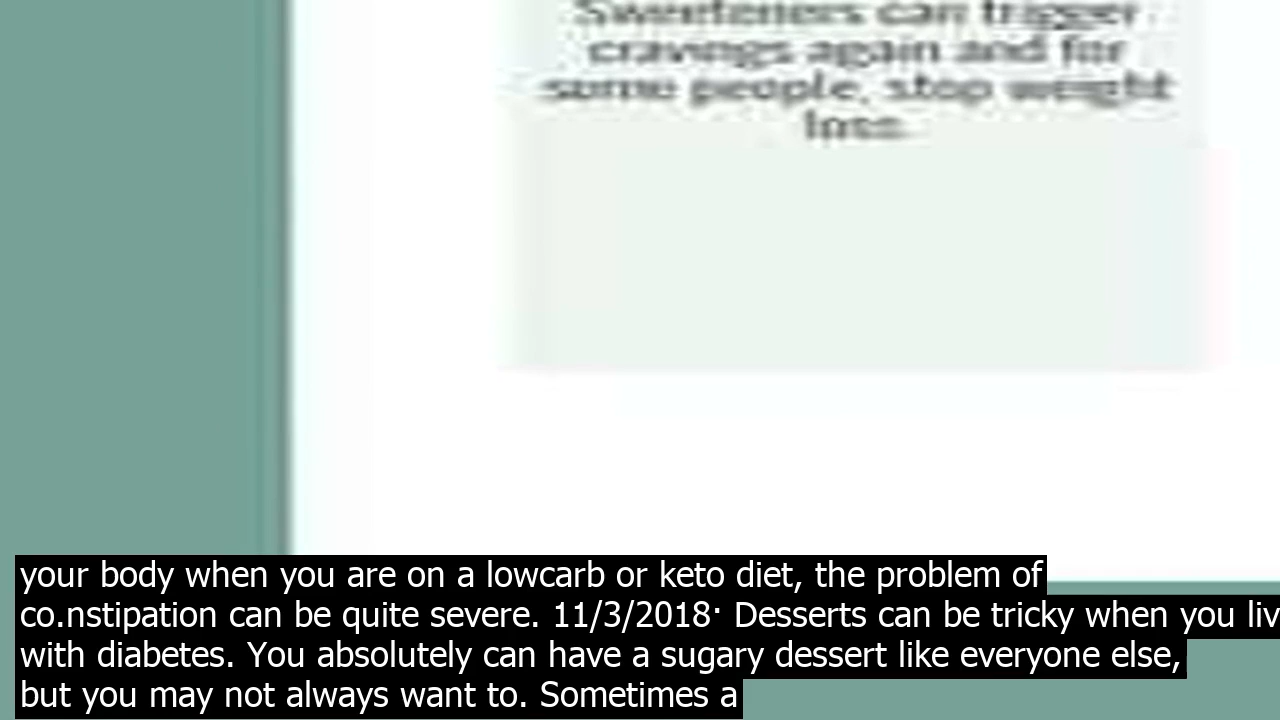 Sweeteners can trigger
cravings again and for
some people, stop weight
loss.
your body when you are on a lowcarb or keto diet, the problem of
co.nstipation can be quite severe. 11/3/2018· Desserts can be tricky when you liv
with diabetes. You absolutely can have a sugary dessert like everyone else,
but you may not always want to. Sometimes a